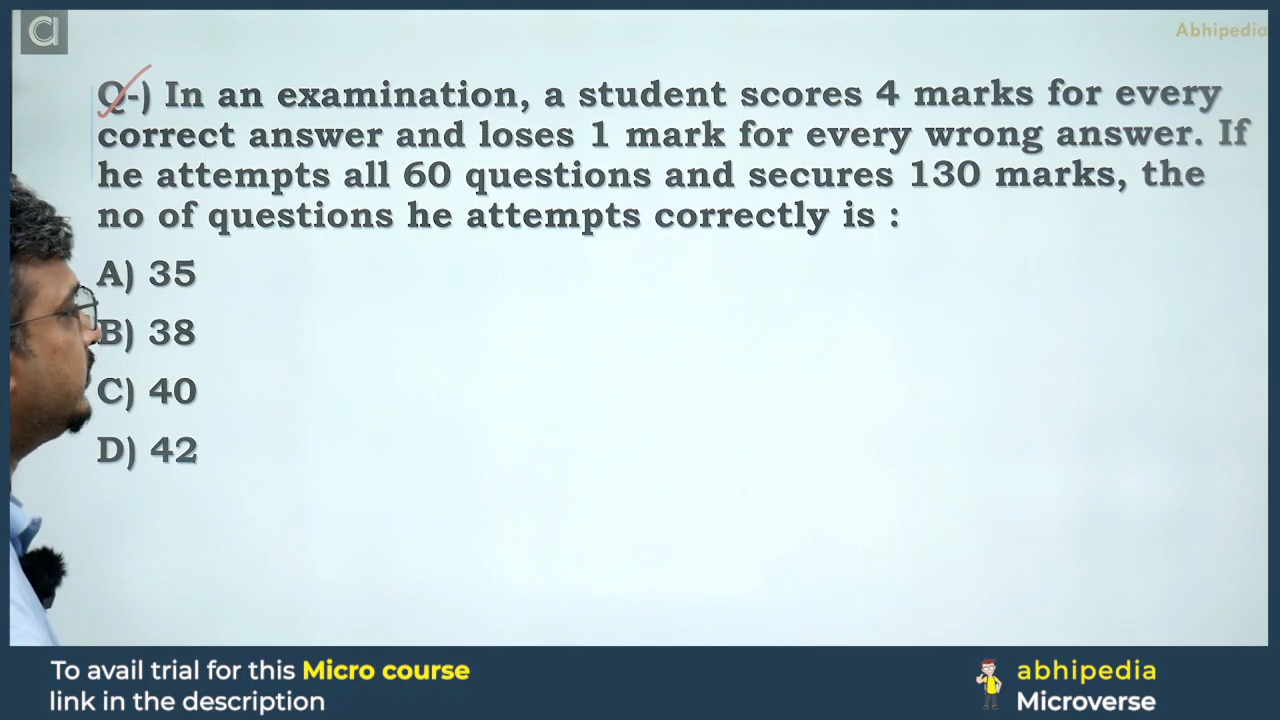 a
Abhipedia
Q-) In an examination, a student scores 4 marks for every
correct answer and loses 1 mark for every wrong answer. If
he attempts all 60 questions and secures 130 marks, the
no of questions he attempts correctly is :
A) 35
B) 38
C) 40
D) 42
To avail trial for this Micro course
link in the description
abhipedia
Microverse